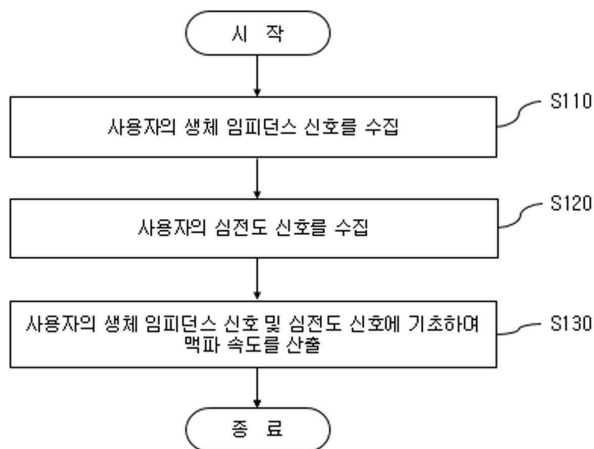 시 작
사용자의 생체 임피던스 신호를 수집
S110
사용자의 심전도 신호를 수집
S120
사용자의 생체 임피던스 신호 및 심전도 신호에 기초하여
맥파 속도를 산출
S130
종 료